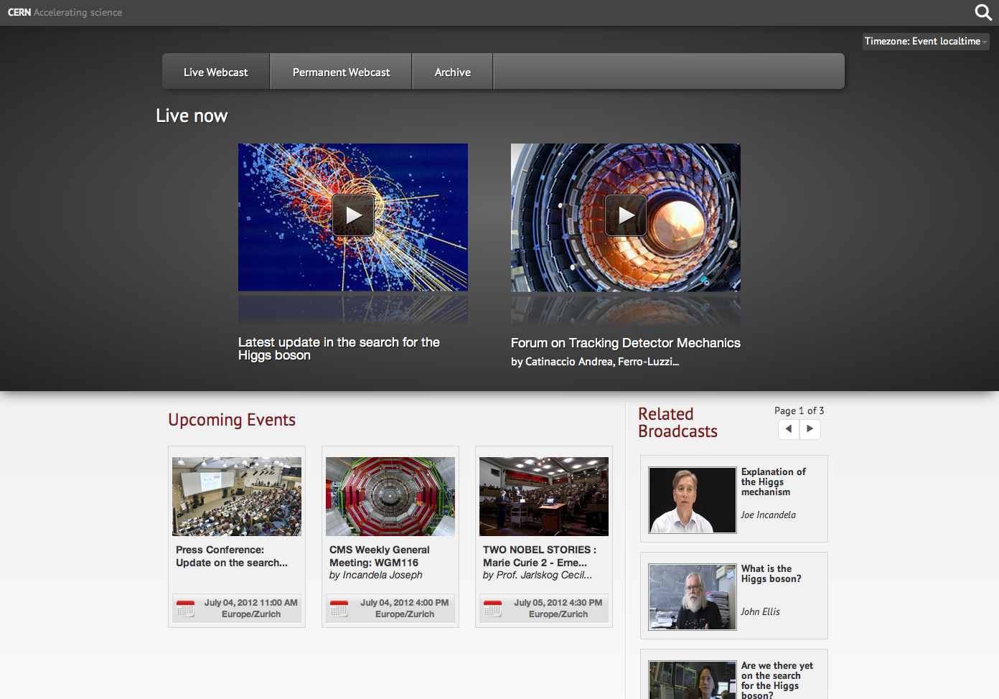 CERN Accelerating science
Timezone: Event localtime
Live Webcast
Permanent Webcast
Archive
Live now
Latest update in the search for the
Higgs boson
Forum on Tracking Detector Mechanics
by Catinaccio Andrea, Ferro-Luzzi...
Upcoming Events
Press Conference:
Update on the search...
July 04, 2012 11:00 AM
Europe/Zurich
CMS Weekly General
Meeting: WGM116
by Incandela Joseph
July 04, 2012 4:00 PM
Europe/Zurich
TWO NOBEL STORIES :
Marie Curie 2 - Erne...
by Prof. Jarlskog Cecil...
July 05, 2012 4:30 PM
Europe/Zurich
Related
Broadcasts
Page 1 of 3
Explanation of
the Higgs
mechanism
Joe Incandela
What is the
Higgs boson?
John Ellis
Are we there yet
on the search
for the Higgs
boson?